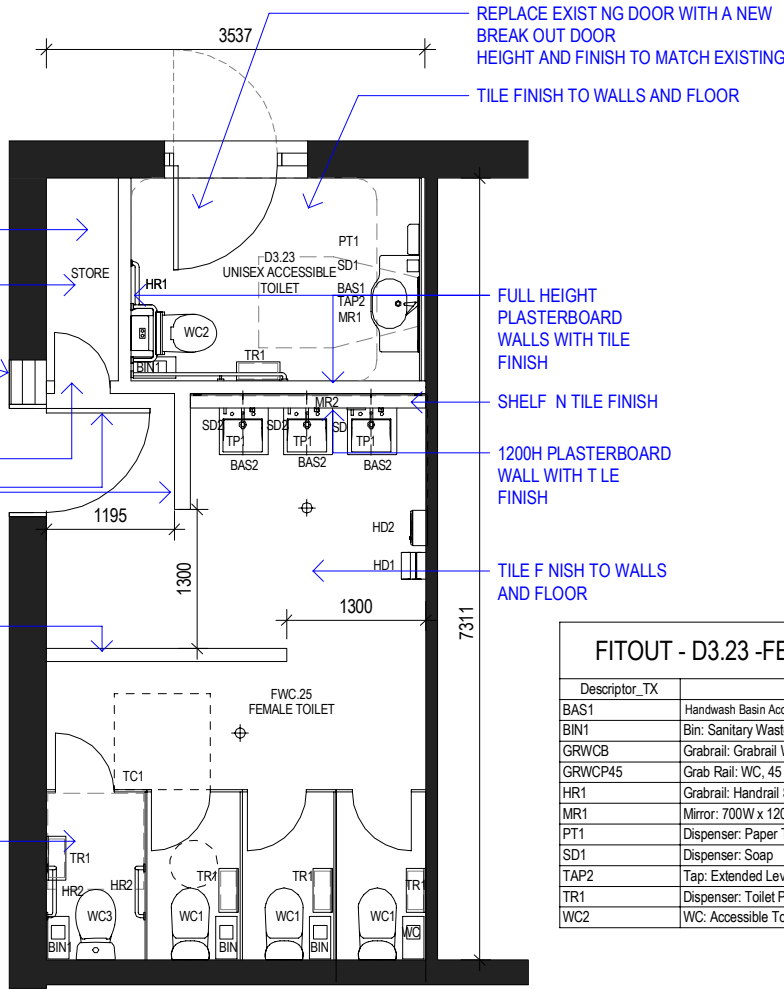 REPLACE EXIST NG DOOR WITH A NEW
BREAK OUT DOOR
HEIGHT AND FINISH TO MATCH EXISTING
3537
TILE FINISH TO WALLS AND FLOOR
STORE
D3.23
UNISEX ACCESSIBLE
TOILET
PT1
SD1
BAS1
TAP2
MR1
HR1
WC2
BIN1
TR1
FULL HEIGHT
PLASTERBOARD
WALLS WITH TILE
FINISH
MR2
SHELF N TILE FINISH
SD2
TP1
BAS2
SD2
TP1
BAS2
SD
TP1
BAS2
1200H PLASTERBOARD
WALL WITH T LE
FINISH
1195
HD2
HD1
1300
1300
TILE F NISH TO WALLS
AND FLOOR
7311
FWC.25
FEMALE TOILET
TC1
TR1
HR2
HR2
WC3
BIN1
TR1
WC1
BIN
TR1
WC1
BIN
TR1
WC1
WO
FITOUT - D3.23 -FE
Descriptor_TX
BAS1 Handwash Basin Acc
BIN1 Bin: Sanitary Wast
GRWCB Grabrail: Grabrail W
GRWCP45 Grab Rail: WC, 45
HR1 Grabrail: Handrail
MR1 Mirror: 700W x 120
PT1 Dispenser: Paper T
SD1 Dispenser: Soap
TAP2 Tap: Extended Lev
TR1 Dispenser: Toilet P
WC2 WC: Accessible To